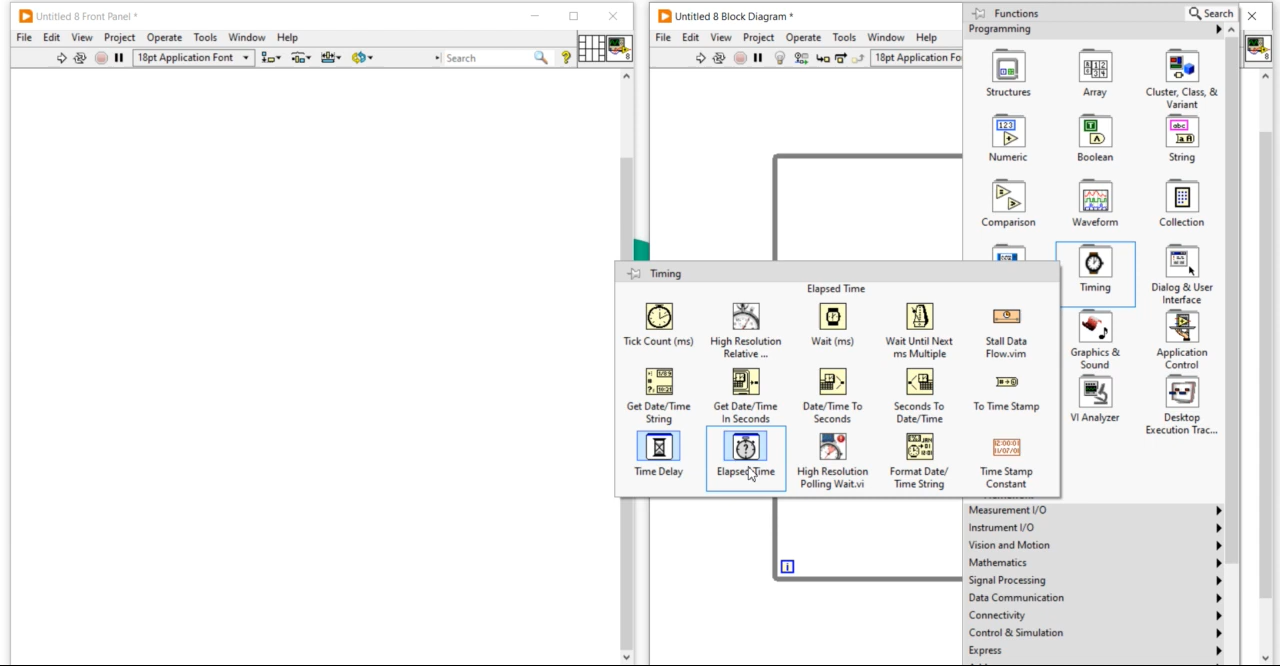 Untitled 8 Front Panel *
File Edit View Project Operate Tools Window Help
18pt Application Font
Search
8
Untitled 8 Block Diagram *
File Edit View Project Operate Tools Window Help
18pt Application Fo
8
Functions
Search
Programming
Structures
Array
Cluster, Class, &
Variant
Numeric
Boolean
String
Comparison
Waveform
Collection
Timing
Dialog & User
Interface
Graphics &
Sound
Application
Control
VI Analyzer
Desktop
Execution Trac...
Measurement I/O
Instrument I/O
Vision and Motion
Mathematics
Signal Processing
Data Communication
Connectivity
Control & Simulation
Express
Timing
Elapsed Time
Tick Count (ms)
High Resolution
Relative ...
Wait (ms)
Wait Until Next
ms Multiple
Stall Data
Flow.vim
Get Date/Time
String
Get Date/Time
In Seconds
Date/Time To
Seconds
Seconds To
Date/Time
To Time Stamp
Time Delay
Elapsed Time
High Resolution
Polling Wait.vi
Format Date/
Time String
Time Stamp
Constant
i